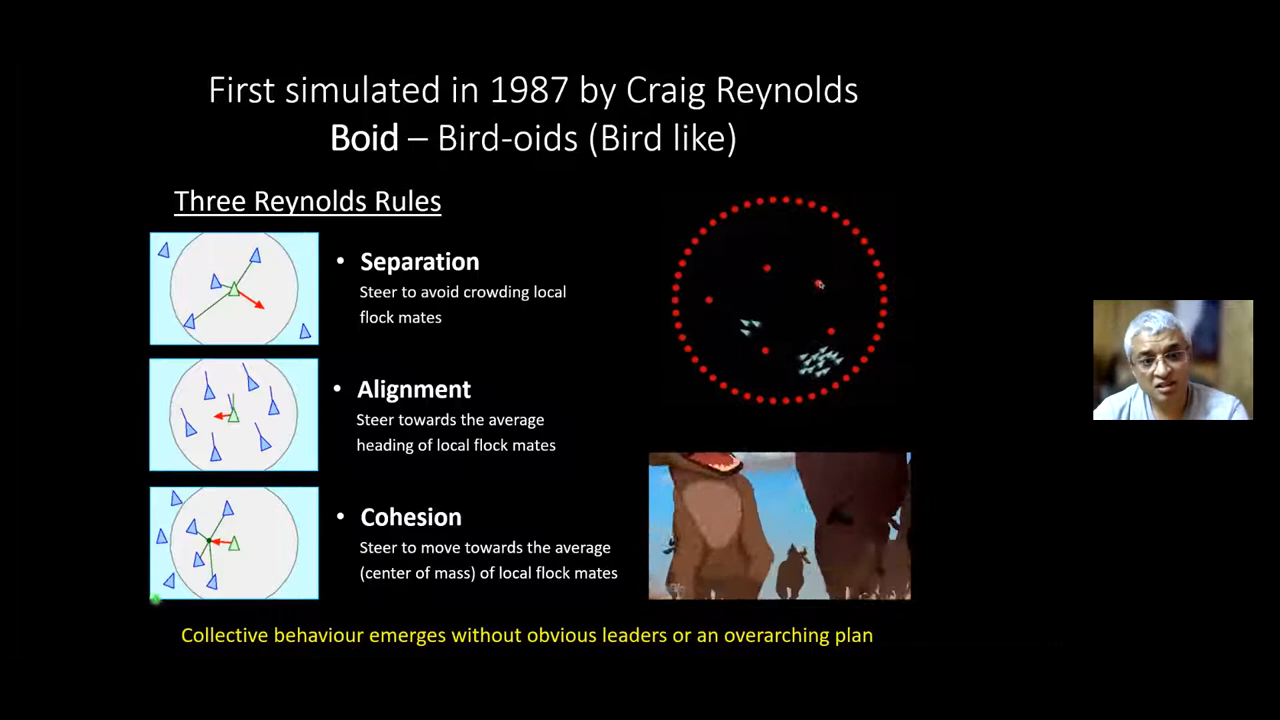 First simulated in 1987 by Craig Reynolds
Boid – Bird-oids (Bird like)
Three Reynolds Rules
• Separation
Steer to avoid crowding local
flock mates
• Alignment
Steer towards the average
heading of local flock mates
• Cohesion
Steer to move towards the average
(center of mass) of local flock mates
Collective behaviour emerges without obvious leaders or an overarching plan